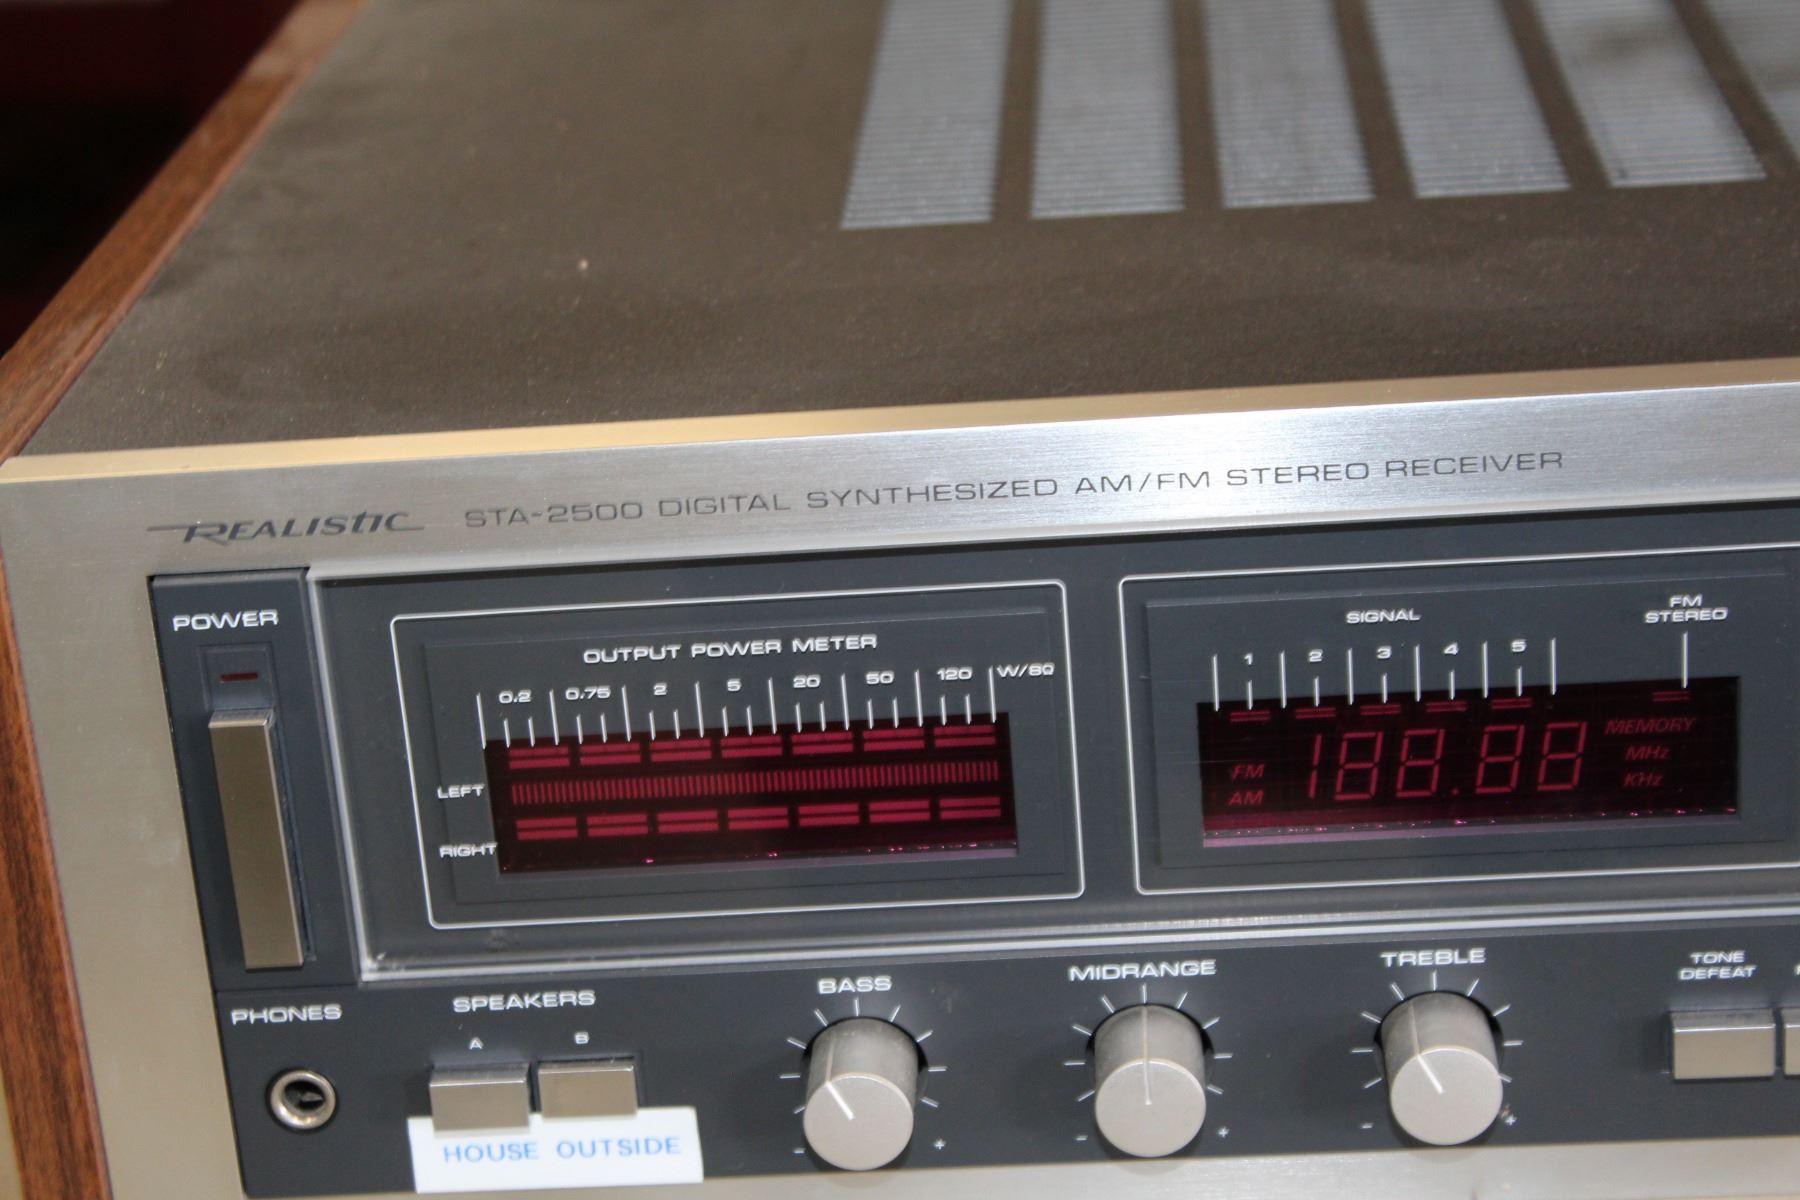 REALISTIC STA-2500 DIGITAL SYNTHESIZED AM/FM STEREO RECEIVER
POWER
OUTPUT POWER METER
0.2 0.75 2 5 20 50 120 W/8Ω
LEFT
RIGHT
SIGNAL
1 2 3 4 5
FM
STEREO
188.88
MEMORY
MHz
KHz
FM
AM
PHONES
SPEAKERS
A B
HOUSE OUTSIDE
BASS
- +
MIDRANGE
- +
TREBLE
- +
TONE
DEFEAT